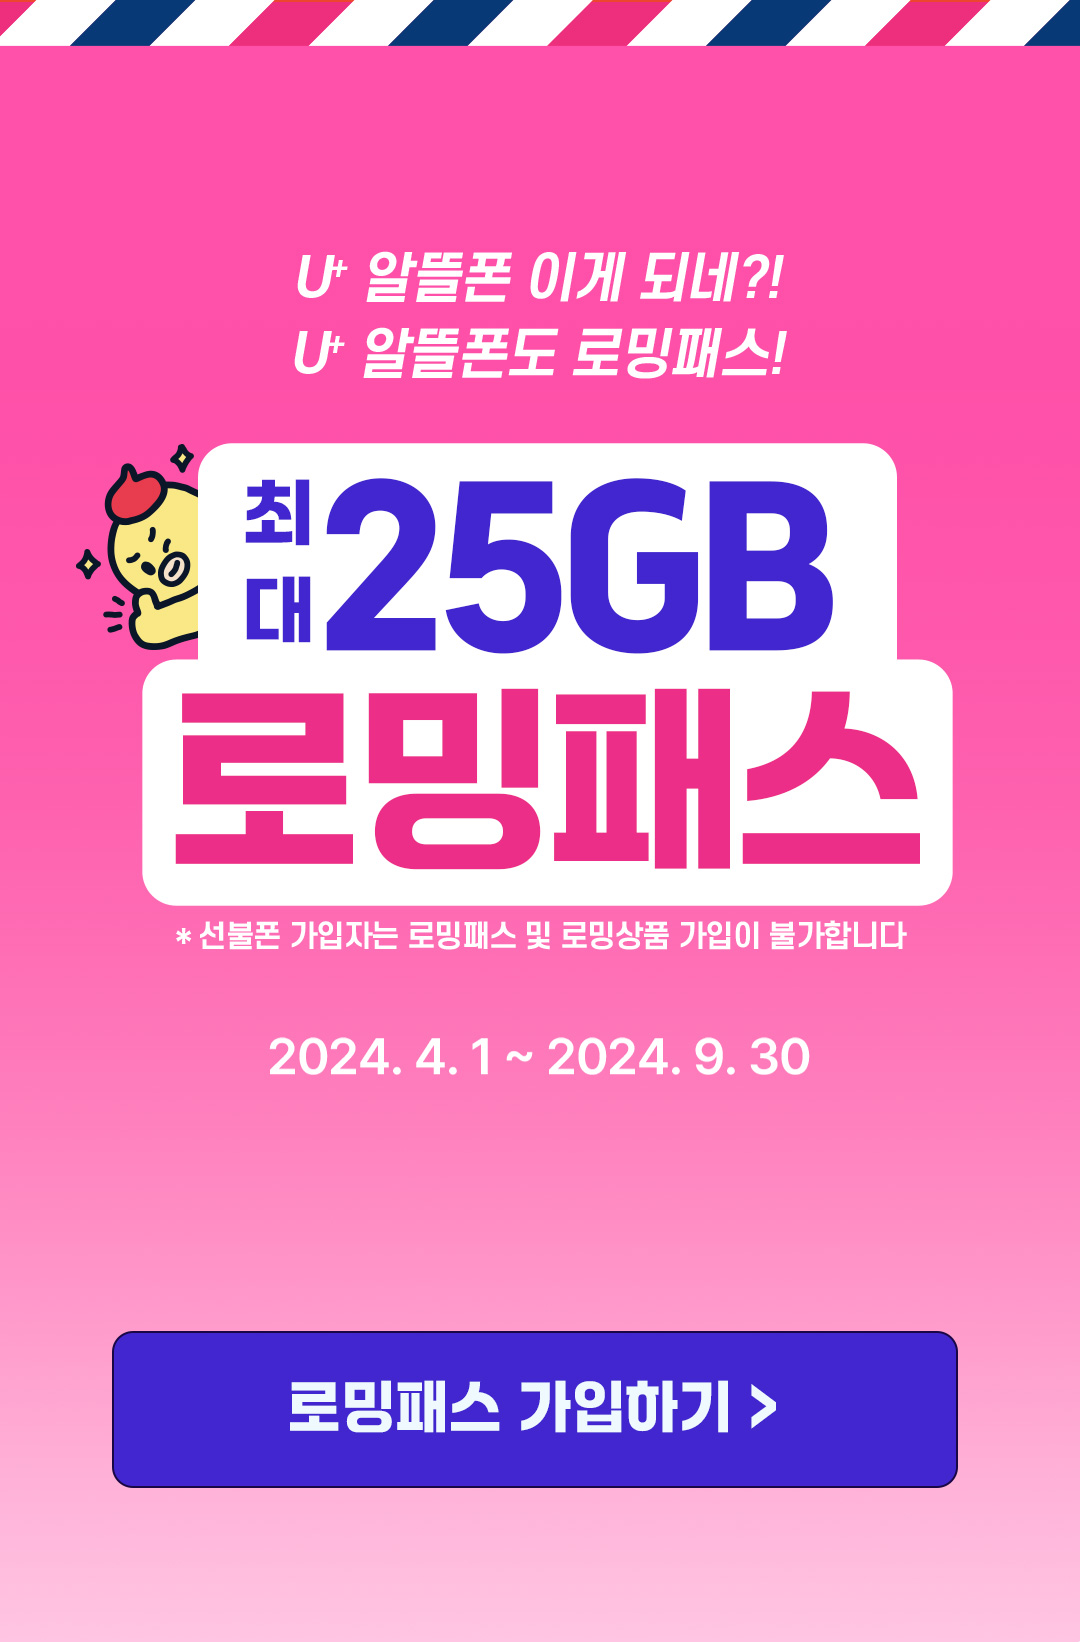 U+ 알뜰폰 이게 되네?!
U+ 알뜰폰도 로밍패스!
최대 25GB
로밍패스
* 선불폰 가입자는 로밍패스 및 로밍상품 가입이 불가합니다
2024. 4. 1 ~ 2024. 9. 30
로밍패스 가입하기 >